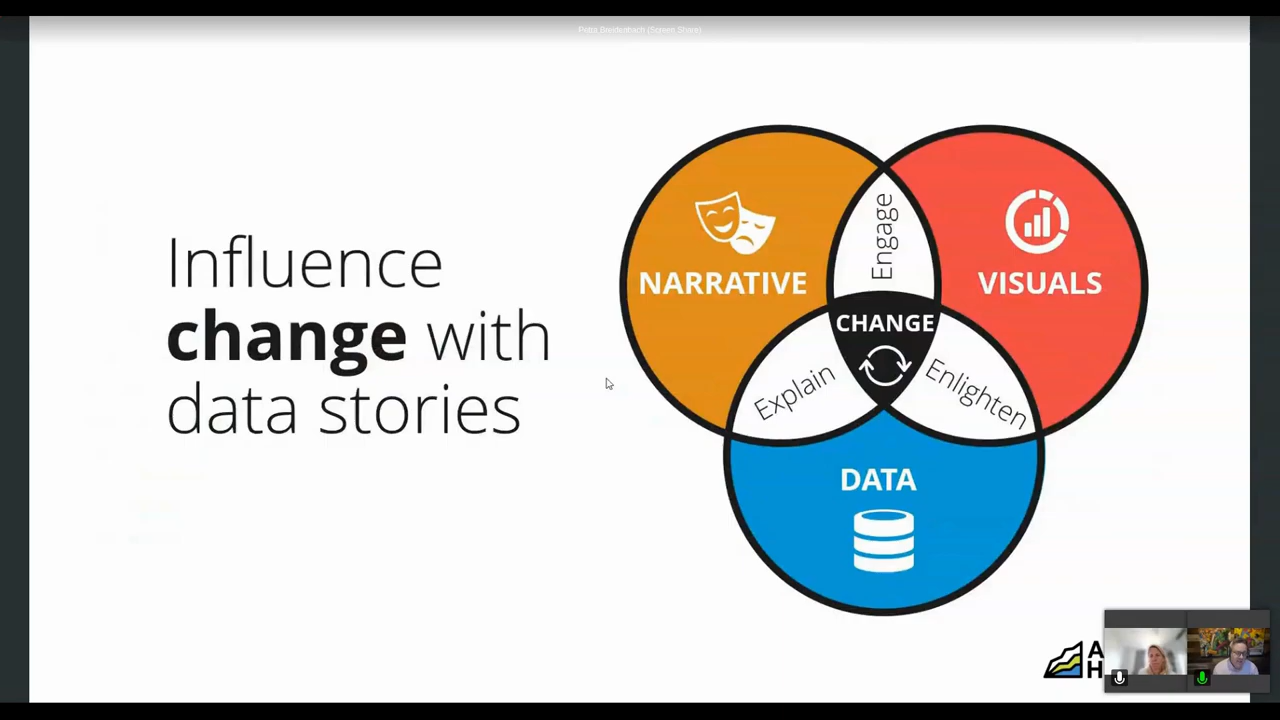 Influence
change with
data stories
NARRATIVE
Engage
VISUALS
CHANGE
Explain
Enlighten
DATA